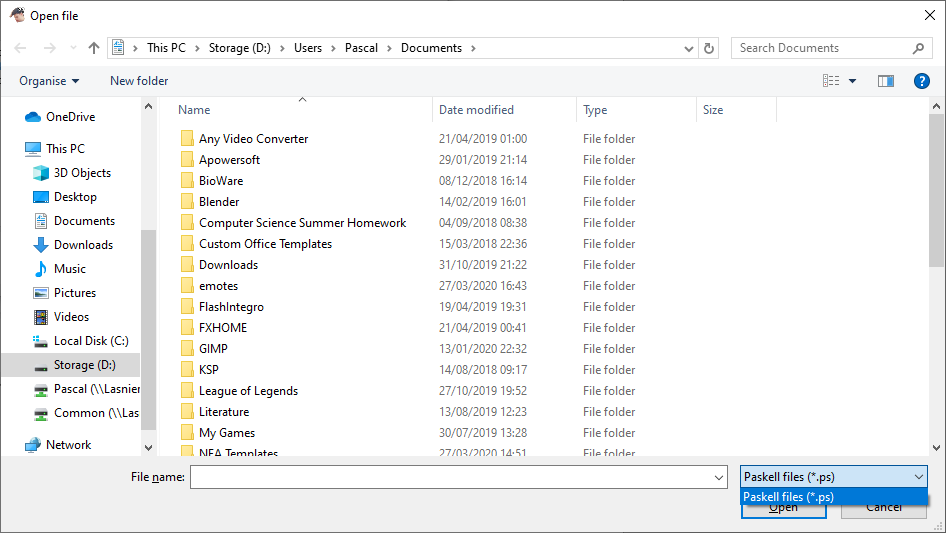 Open file
This PC > Storage (D:) > Users > Pascal > Documents >
Search Documents
Organise
New folder
?
OneDrive
This PC
3D Objects
Desktop
Documents
Downloads
Music
Pictures
Videos
Local Disk (C:)
Storage (D:)
Pascal (\\Lasnier
Common (\\Las
Network
Name Date modified Type Size
Any Video Converter 21/04/2019 01:00 File folder
Apowersoft 29/01/2019 21:14 File folder
BioWare 08/12/2018 16:14 File folder
Blender 14/02/2019 16:01 File folder
Computer Science Summer Homework 04/09/2018 08:38 File folder
Custom Office Templates 15/03/2018 22:36 File folder
Downloads 31/10/2019 21:22 File folder
emotes 27/03/2020 16:43 File folder
FlashIntegro 19/04/2019 19:31 File folder
FXHOME 21/04/2019 00:41 File folder
GIMP 13/01/2020 22:32 File folder
KSP 14/08/2018 09:17 File folder
League of Legends 27/10/2019 19:52 File folder
Literature 13/08/2019 12:23 File folder
My Games 30/07/2019 13:28 File folder
NFA Templates 27/03/2020 14:51 File folder
File name:
Paskell files (*.ps)
Paskell files (*.ps)
Open
Cancel